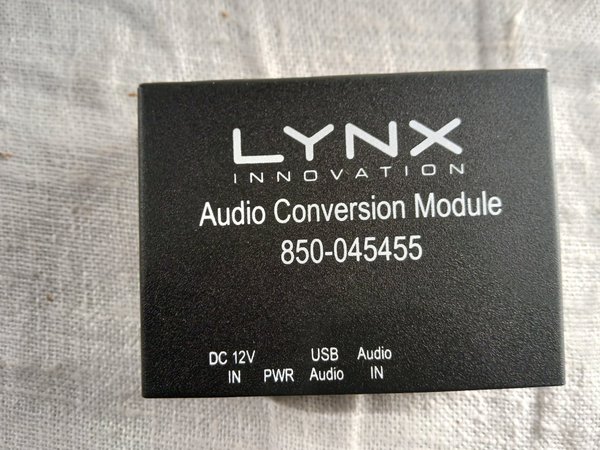 LYNX
INNOVATION
Audio Conversion Module
850-045455
DC 12V USB Audio
IN PWR Audio IN